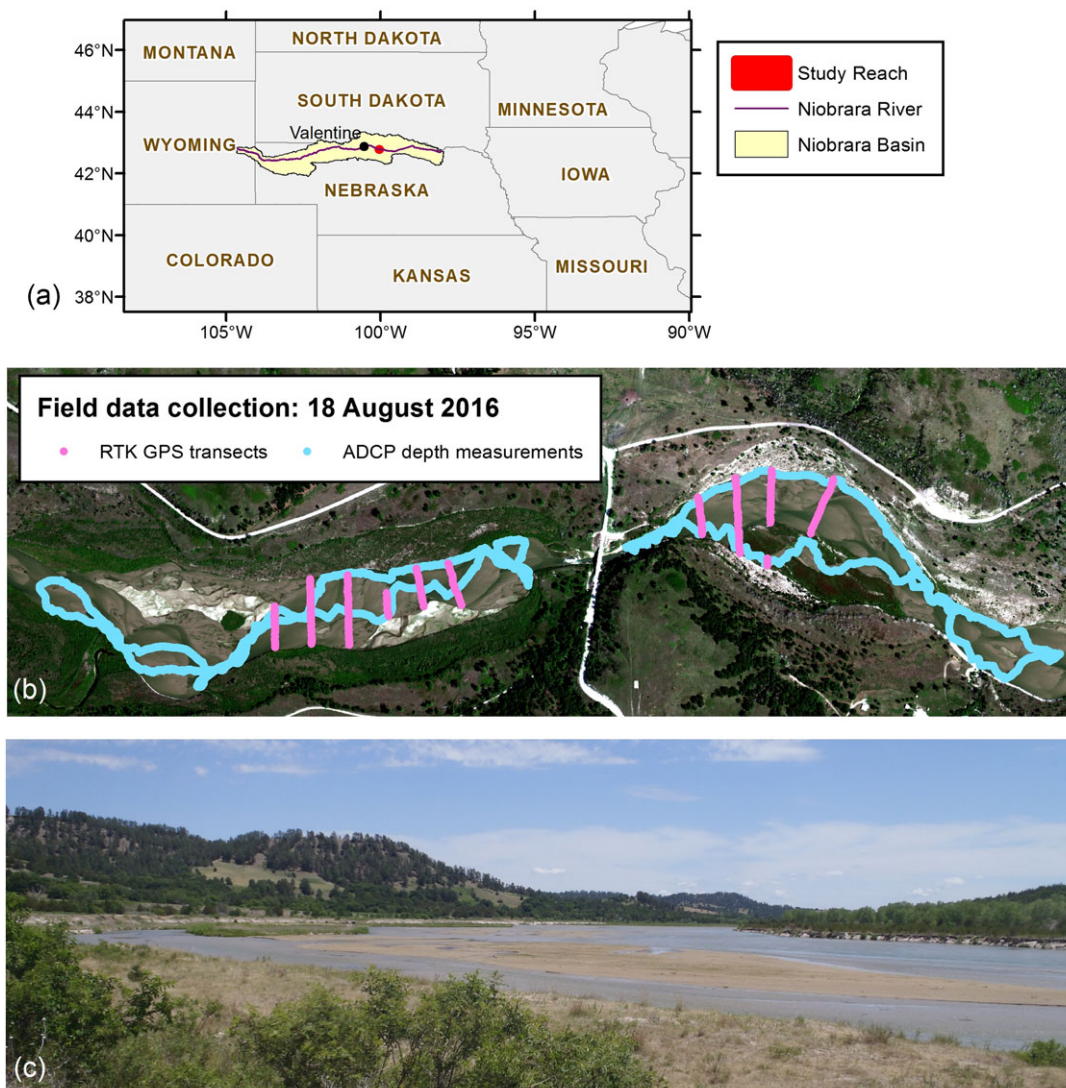 46°N
44°N
42°N
40°N
38°N
105°W
100°W
95°W
90°W
MONTANA
NORTH DAKOTA
SOUTH DAKOTA
MINNESOTA
Valentine
WYOMING
IOWA
NEBRASKA
COLORADO
KANSAS
MISSOURI
(a)
Study Reach
Niobrara River
Niobrara Basin
Field data collection: 18 August 2016
RTK GPS transects
ADCP depth measurements
(b)
(c)